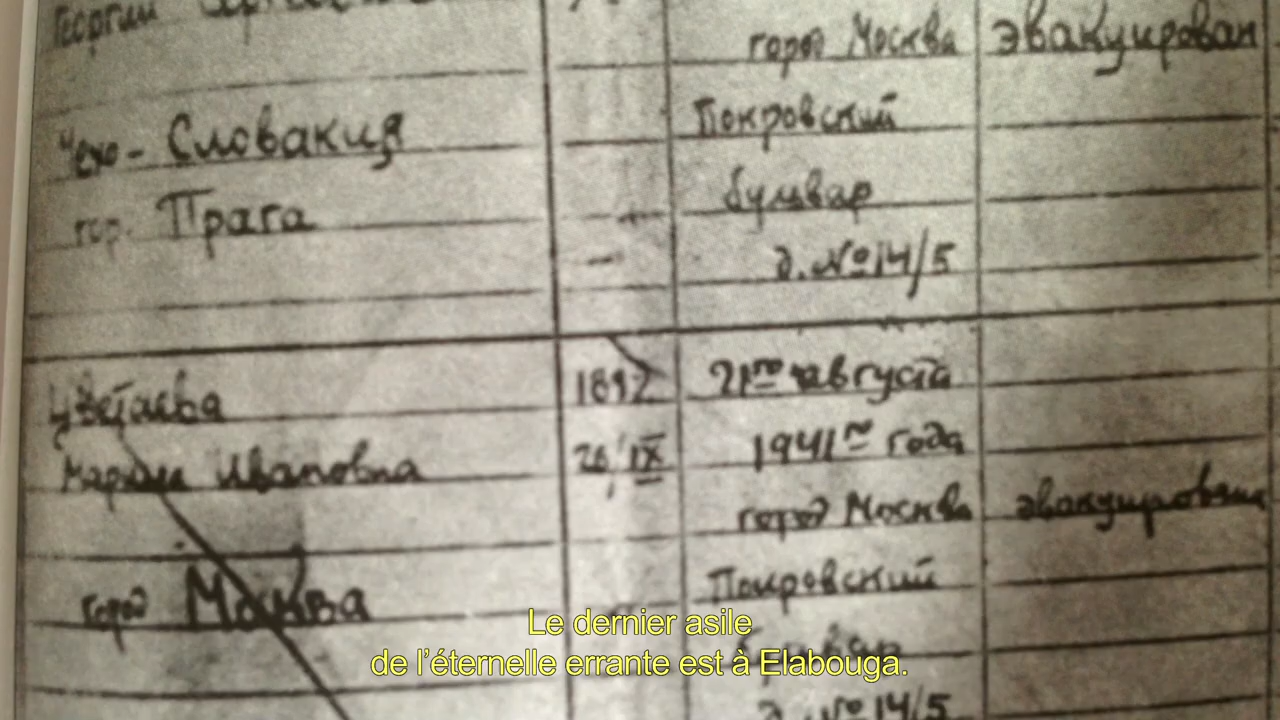 Георгий
город Москва эвакуирован
Чехо-Словакия Покровский
гор. Прага бульвар
д. №14/5
Цветаева 1892 21го августа
Марина Ивановна 26/IX 1941го года
город Москва эвакуирован
город Москва Покровский
Le dernier asile
de l'éternelle errante est à Elabouga.
д. №14/5